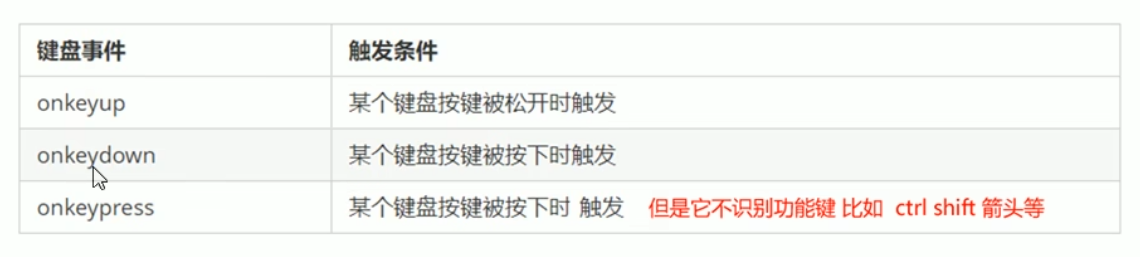 键盘事件 触发条件
onkeyup 某个键盘按键被松开时触发
onkeydown 某个键盘按键被按下时触发
onkeypress 某个键盘按键被按下时 触发 但是它不识别功能键 比如 ctrl shift 箭头等